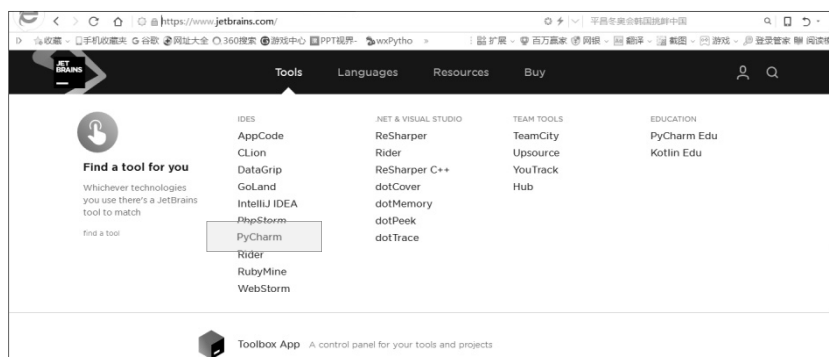 https://www.jetbrains.com/
平昌冬奥会韩国挑衅中国
收藏 手机收藏夹 G 谷歌 网址大全 360搜索 游戏中心 PPT视界- wxPytho »
扩展 百万赢家 网银 翻译 截图 游戏 登录管家 阅读模
JET BRAINS
Tools Languages Resources Buy
Find a tool for you
Whichever technologies
you use there's a JetBrains
tool to match
find a tool
IDES
AppCode
CLion
DataGrip
GoLand
IntelliJ IDEA
PhpStorm
PyCharm
Rider
RubyMine
WebStorm
.NET & VISUAL STUDIO
ReSharper
Rider
ReSharper C++
dotCover
dotMemory
dotPeek
dotTrace
TEAM TOOLS
TeamCity
Upsource
YouTrack
Hub
EDUCATION
PyCharm Edu
Kotlin Edu
Toolbox App A control panel for your tools and projects